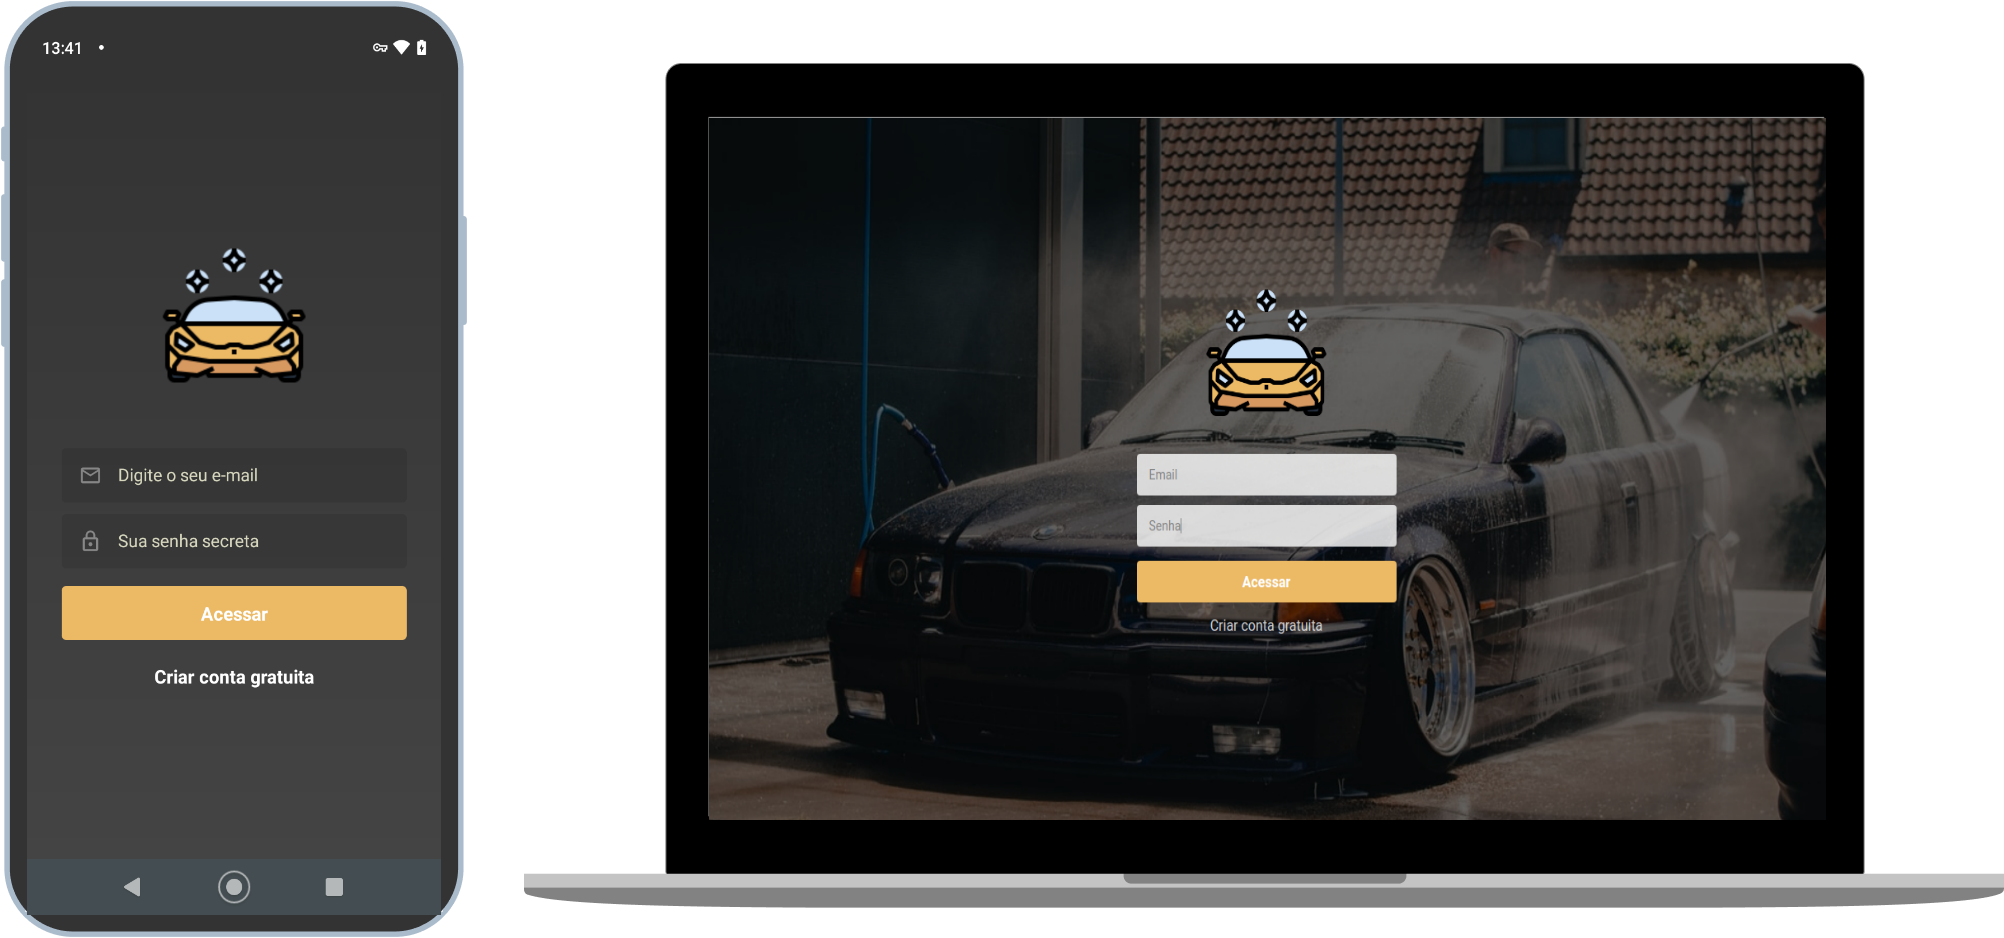 13:41
Digite o seu e-mail
Sua senha secreta
Acessar
Criar conta gratuita
Email
Senha
Acessar
Criar conta gratuita